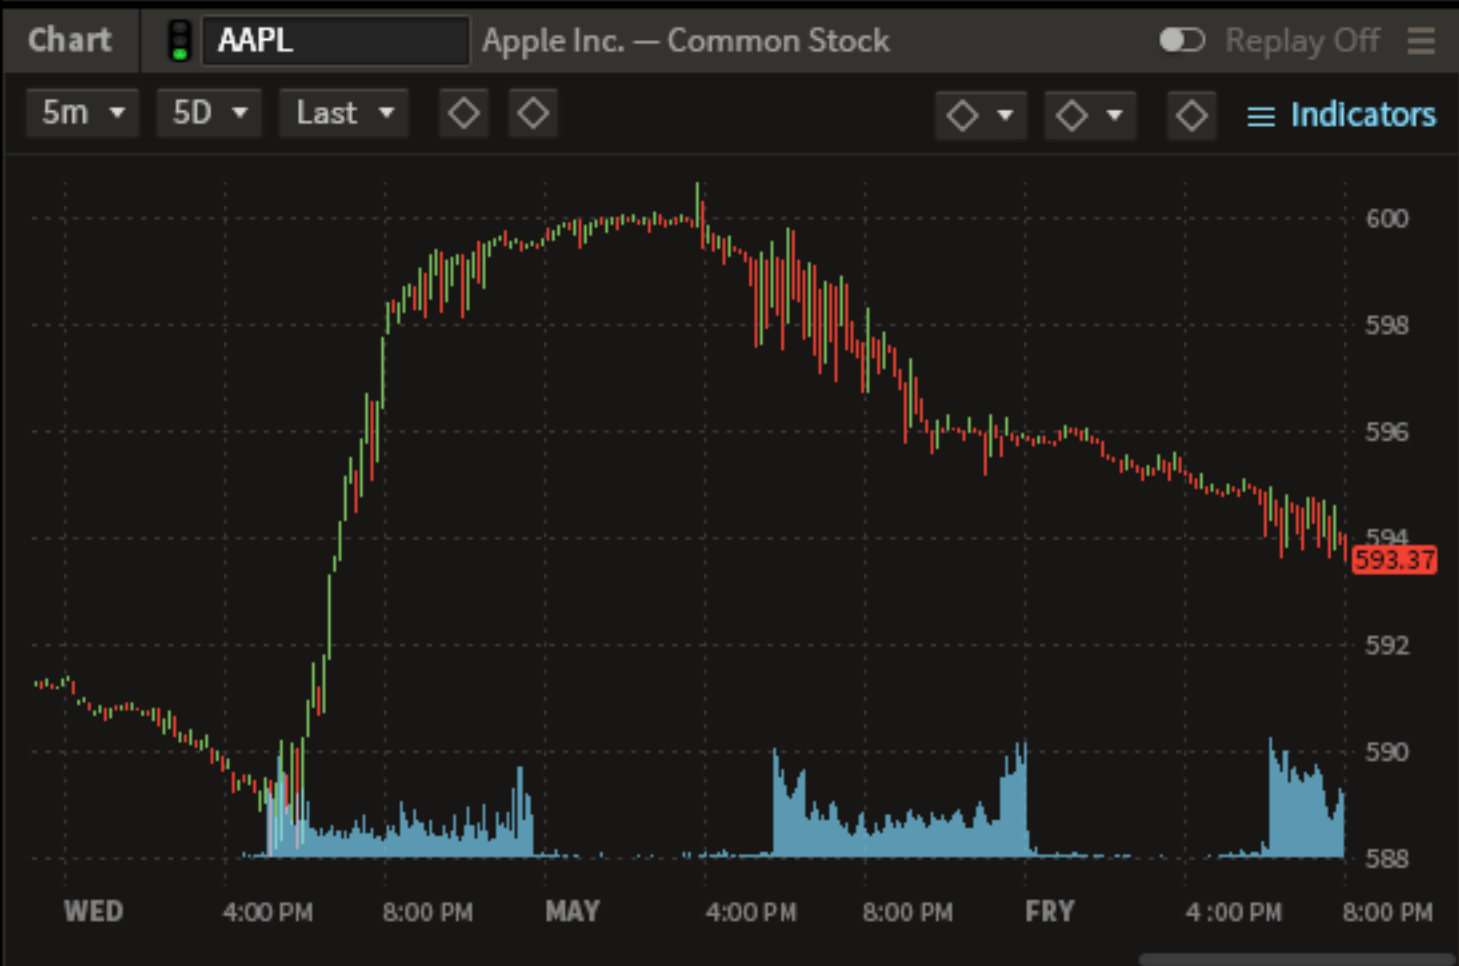 Chart AAPL Apple Inc. — Common Stock Replay Off
5m 5D Last Indicators
600
598
596
594
593.37
592
590
588
WED 4:00 PM 8:00 PM MAY 4:00 PM 8:00 PM FRY 4:00 PM 8:00 PM